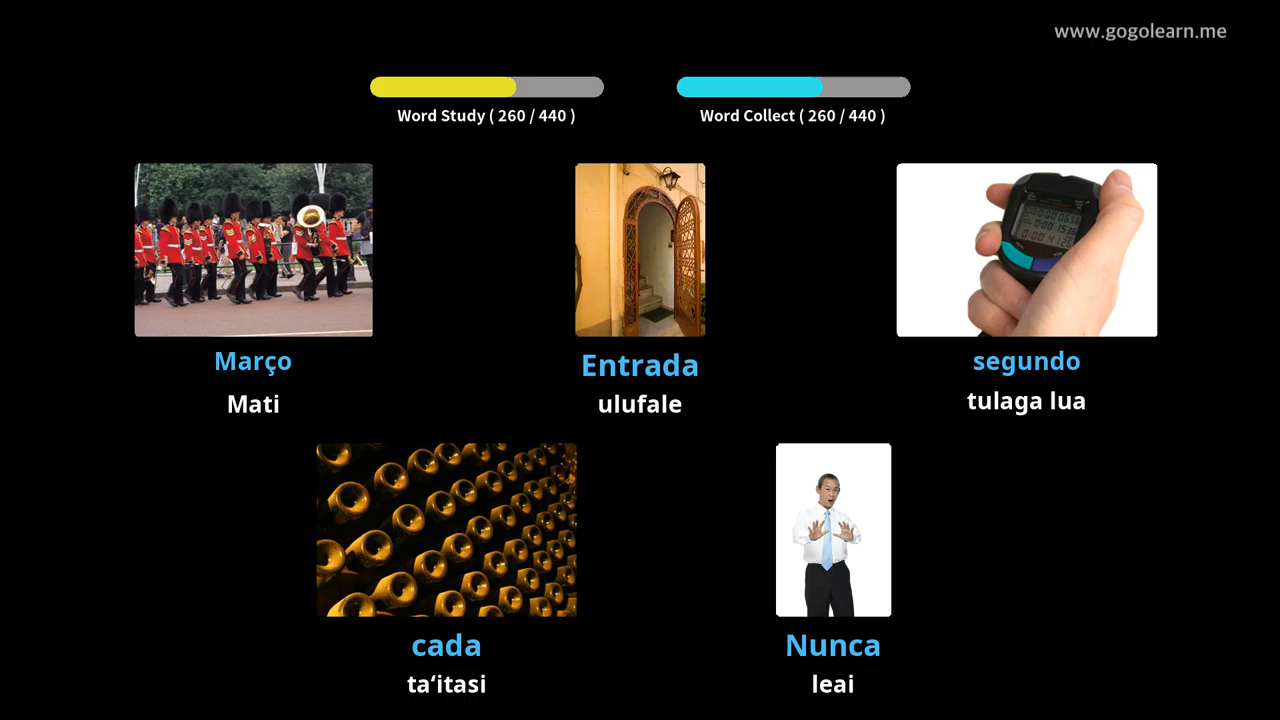 www.gogolearn.me
Word Study ( 260 / 440 )
Word Collect ( 260 / 440 )
Março
Mati
Entrada
ulufale
segundo
tulaga lua
cada
ta‘itasi
Nunca
leai